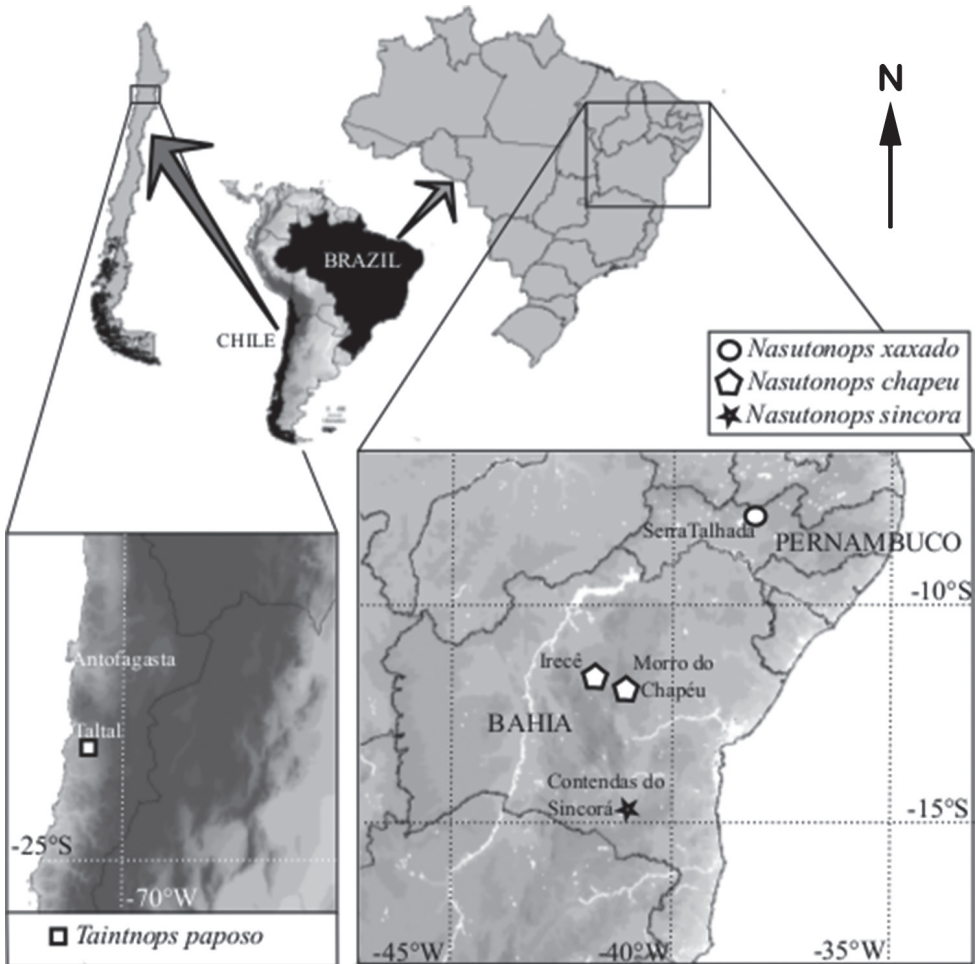 N
BRAZIL
CHILE
Nasutonops xaxado
Nasutonops chapeu
Nasutonops sincora
SerraTalhada
PERNAMBUCO
-10°S
Irecê
Morro do
Chapéu
BAHIA
Contendas do
Sincorá
-15°S
-45°W
-40°W
-35°W
Antofagasta
Taltal
-25°S
-70°W
Taintnops paposo